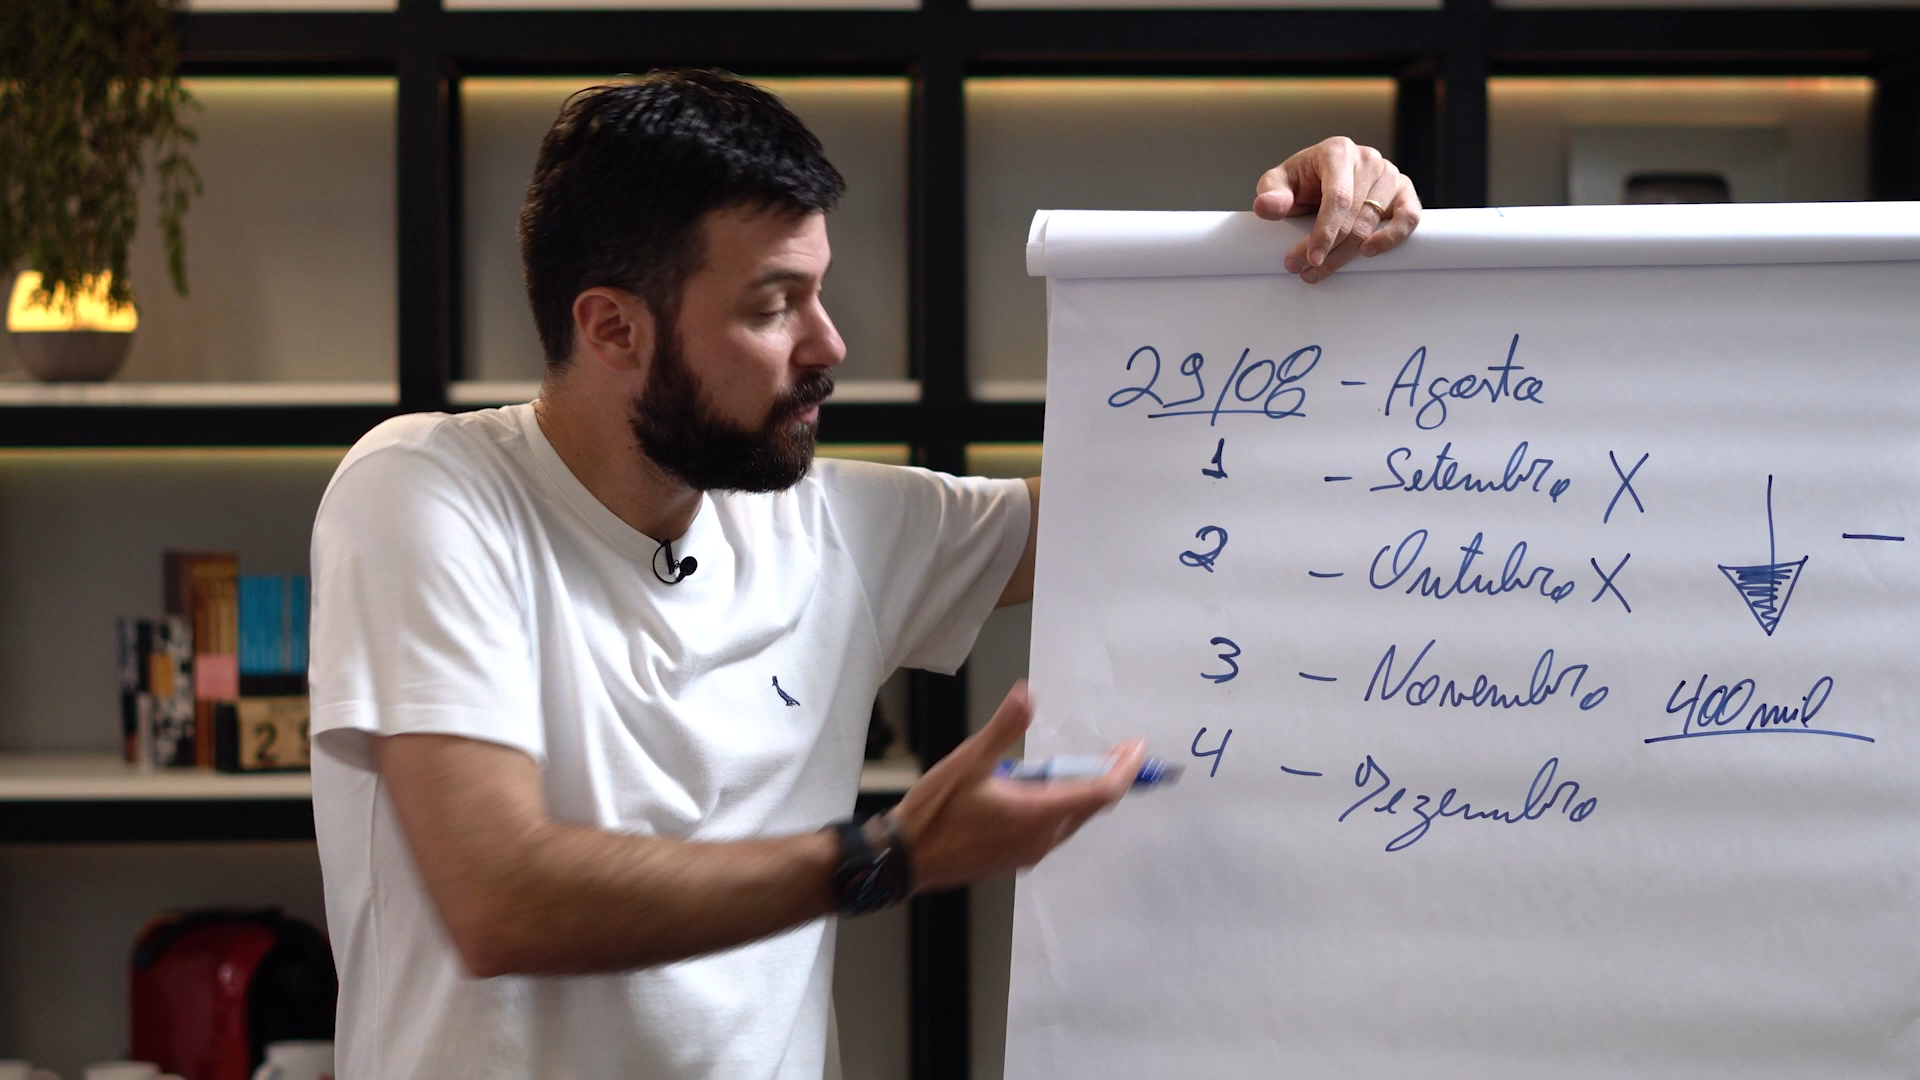 29/08 - Agosto
1 - Setembro X
2 - Outubro X
3 - Novembro 400 mil
4 - Dezembro